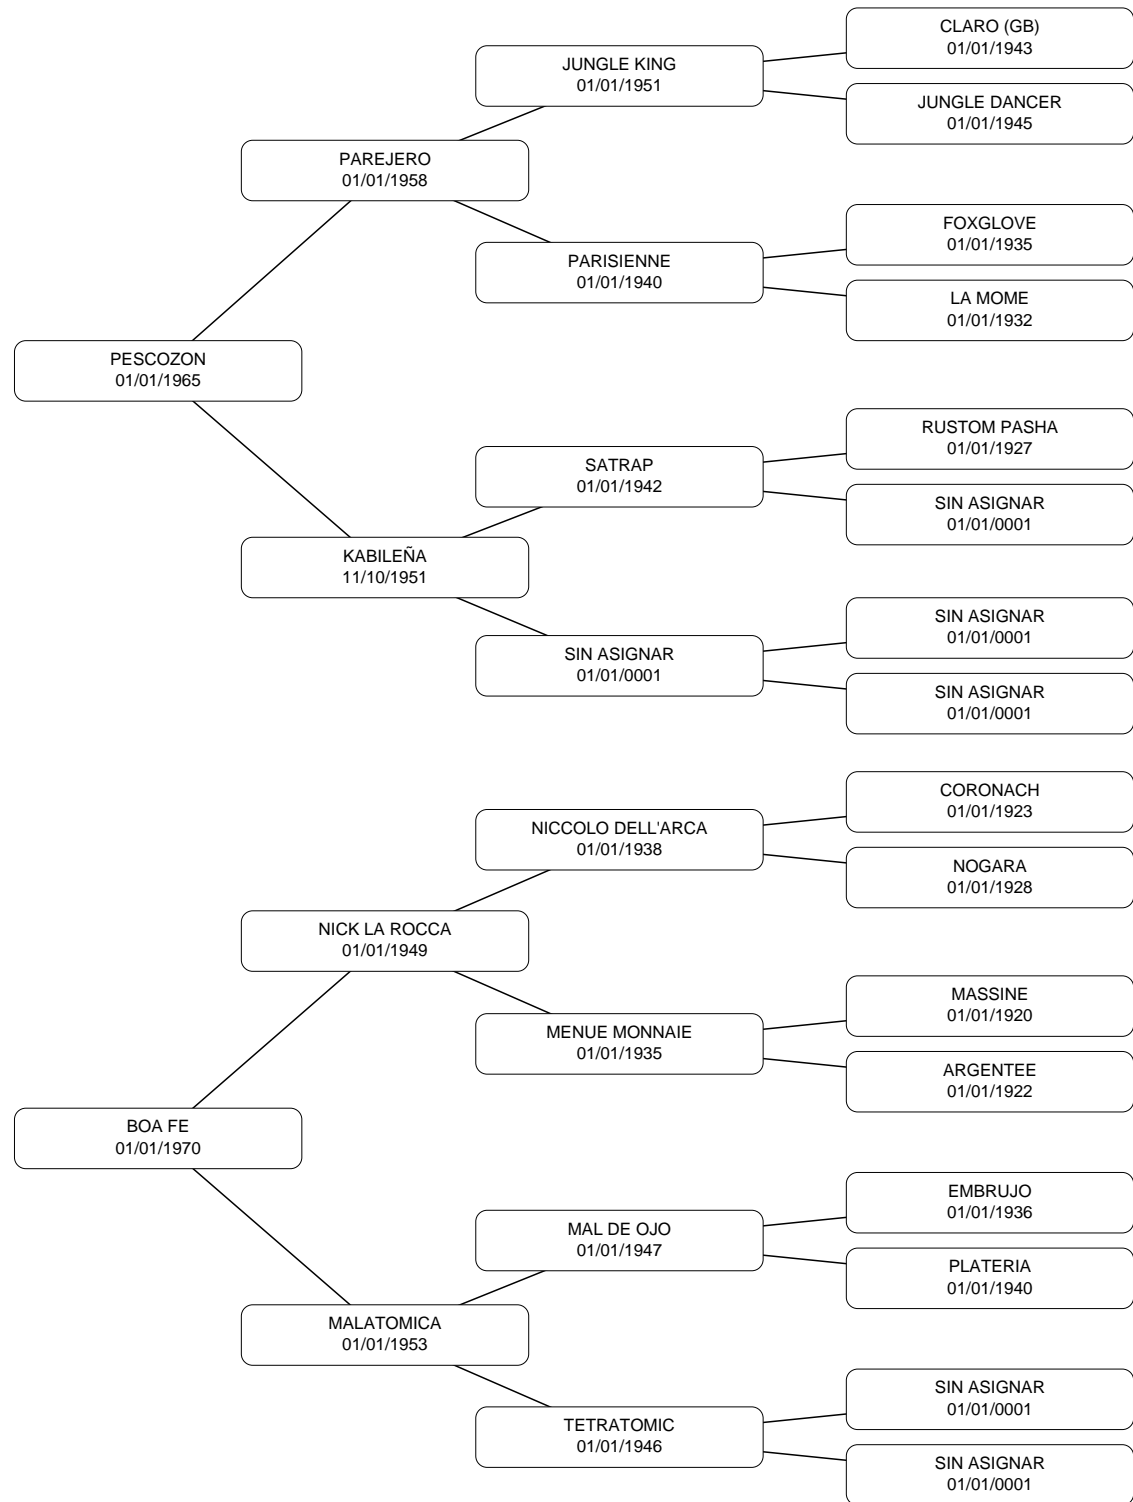 CLARO (GB)
01/01/1943
JUNGLE KING
01/01/1951
JUNGLE DANCER
01/01/1945
PAREJERO
01/01/1958
FOXGLOVE
01/01/1935
PARISIENNE
01/01/1940
LA MOME
01/01/1932
PESCOZON
01/01/1965
RUSTOM PASHA
01/01/1927
SATRAP
01/01/1942
SIN ASIGNAR
01/01/0001
KABILEÑA
11/10/1951
SIN ASIGNAR
01/01/0001
SIN ASIGNAR
01/01/0001
SIN ASIGNAR
01/01/0001
CORONACH
01/01/1923
NICCOLO DELL'ARCA
01/01/1938
NOGARA
01/01/1928
NICK LA ROCCA
01/01/1949
MASSINE
01/01/1920
MENUE MONNAIE
01/01/1935
ARGENTEE
01/01/1922
BOA FE
01/01/1970
EMBRUJO
01/01/1936
MAL DE OJO
01/01/1947
PLATERIA
01/01/1940
MALATOMICA
01/01/1953
SIN ASIGNAR
01/01/0001
TETRATOMIC
01/01/1946
SIN ASIGNAR
01/01/0001